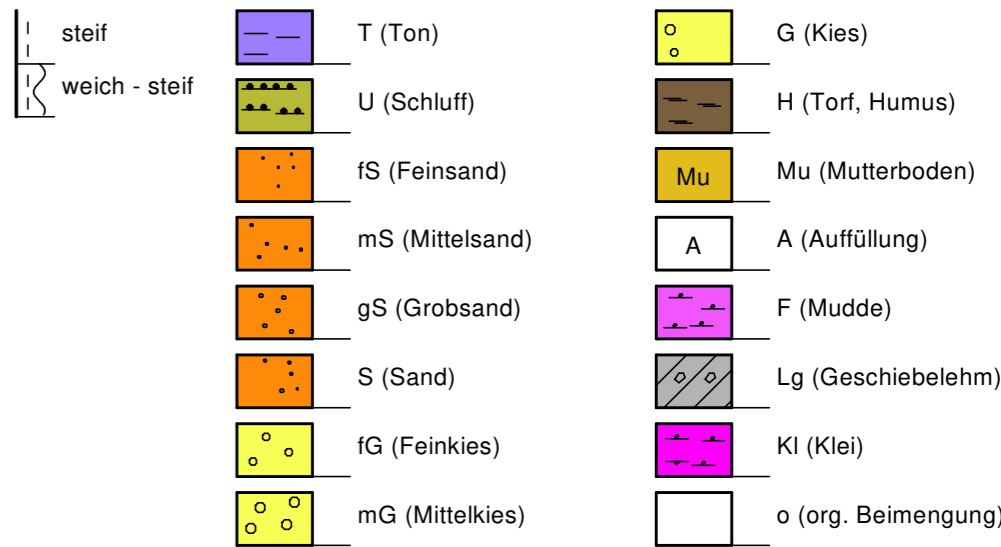 steif
weich - steif
T (Ton)
U (Schluff)
fS (Feinsand)
mS (Mittelsand)
gS (Grobsand)
S (Sand)
fG (Feinkies)
mG (Mittelkies)
G (Kies)
H (Torf, Humus)
Mu
Mu (Mutterboden)
A
A (Auffüllung)
F (Mudde)
Lg (Geschiebelehm)
Kl (Klei)
o (org. Beimengung)